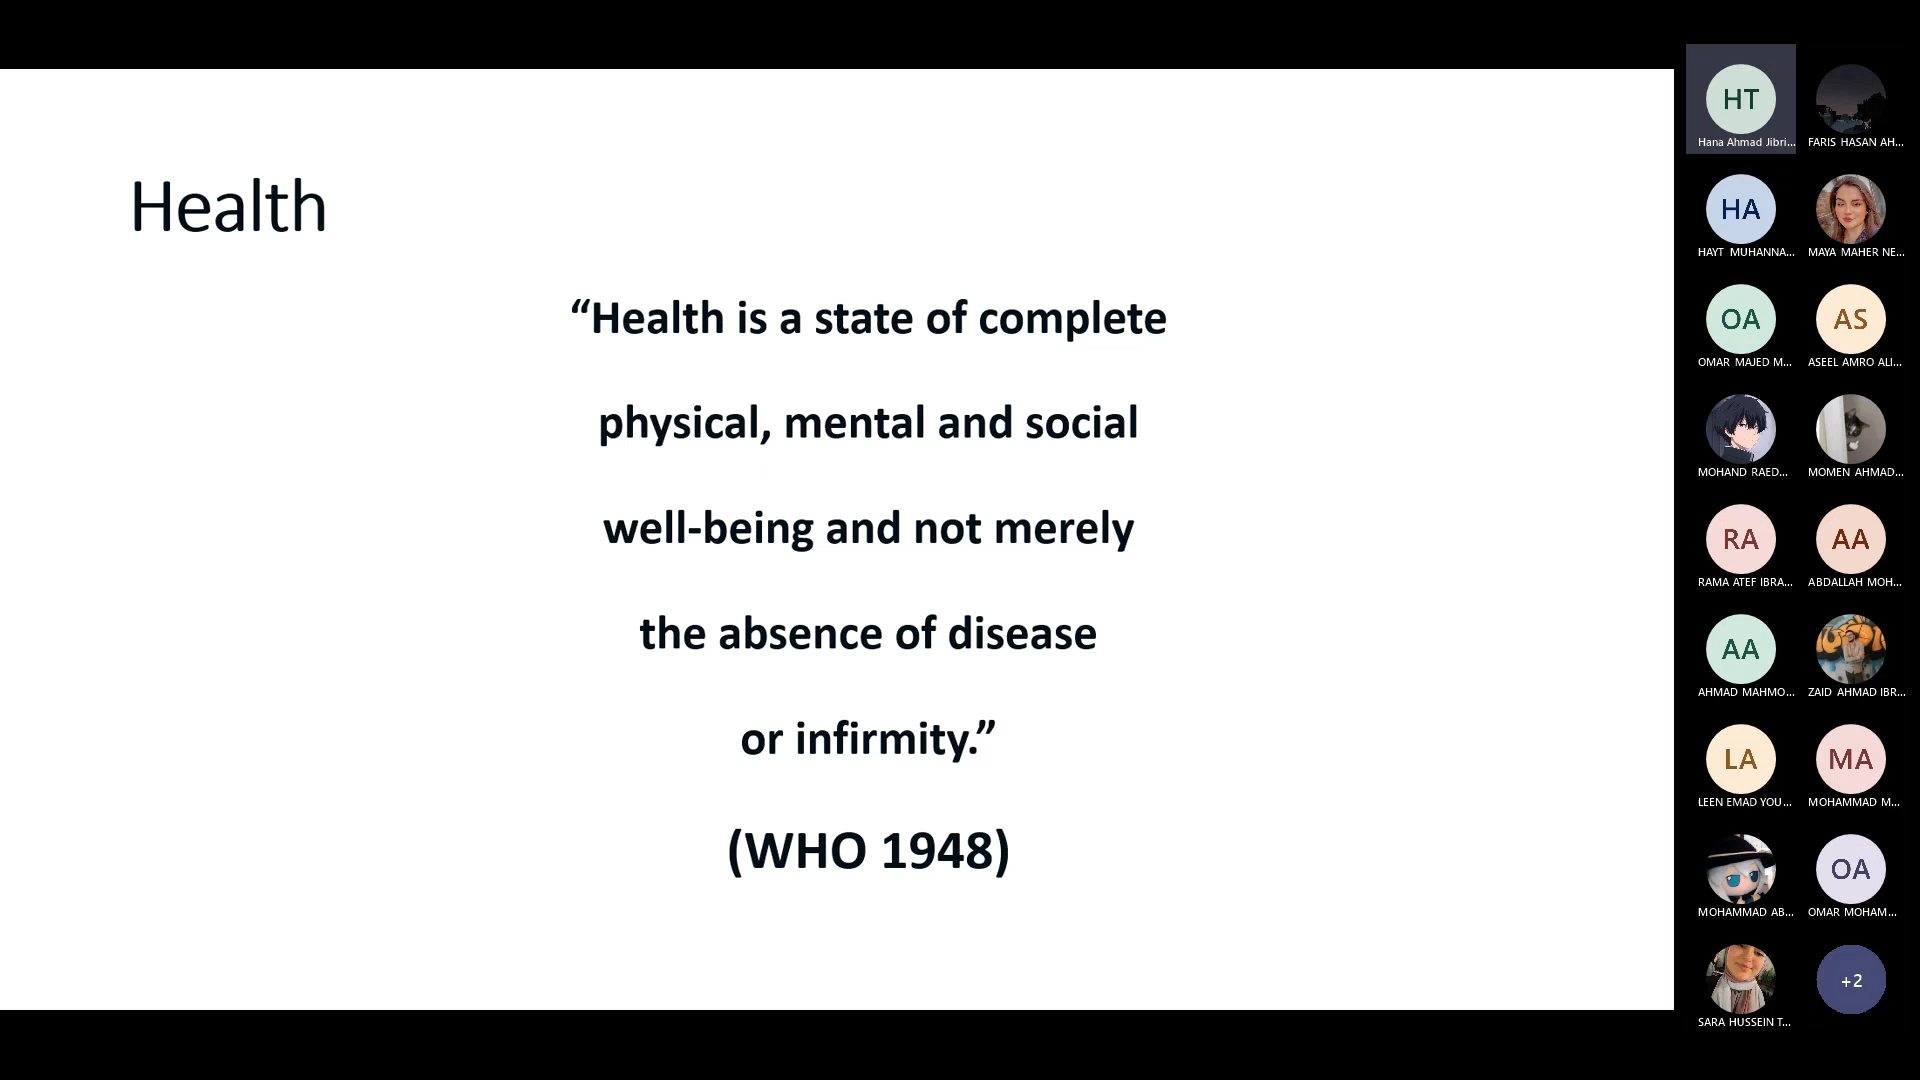 Health
“Health is a state of complete
physical, mental and social
well-being and not merely
the absence of disease
or infirmity.”
(WHO 1948)
HT
Hana Ahmad Jibri...
FARIS HASAN AH...
HA
HAYT MUHANNA...
MAYA MAHER NE...
OA
OMAR MAJED M...
AS
ASEEL AMRO ALI...
MOHAND RAED...
MOMEN AHMAD...
RA
RAMA ATEF IBRA...
AA
ABDALLAH MOH...
AA
AHMAD MAHMO...
ZAID AHMAD IBR...
LA
LEEN EMAD YOU...
MA
MOHAMMAD M...
MOHAMMAD AB...
OA
OMAR MOHAM...
SARA HUSSEIN T...
+2